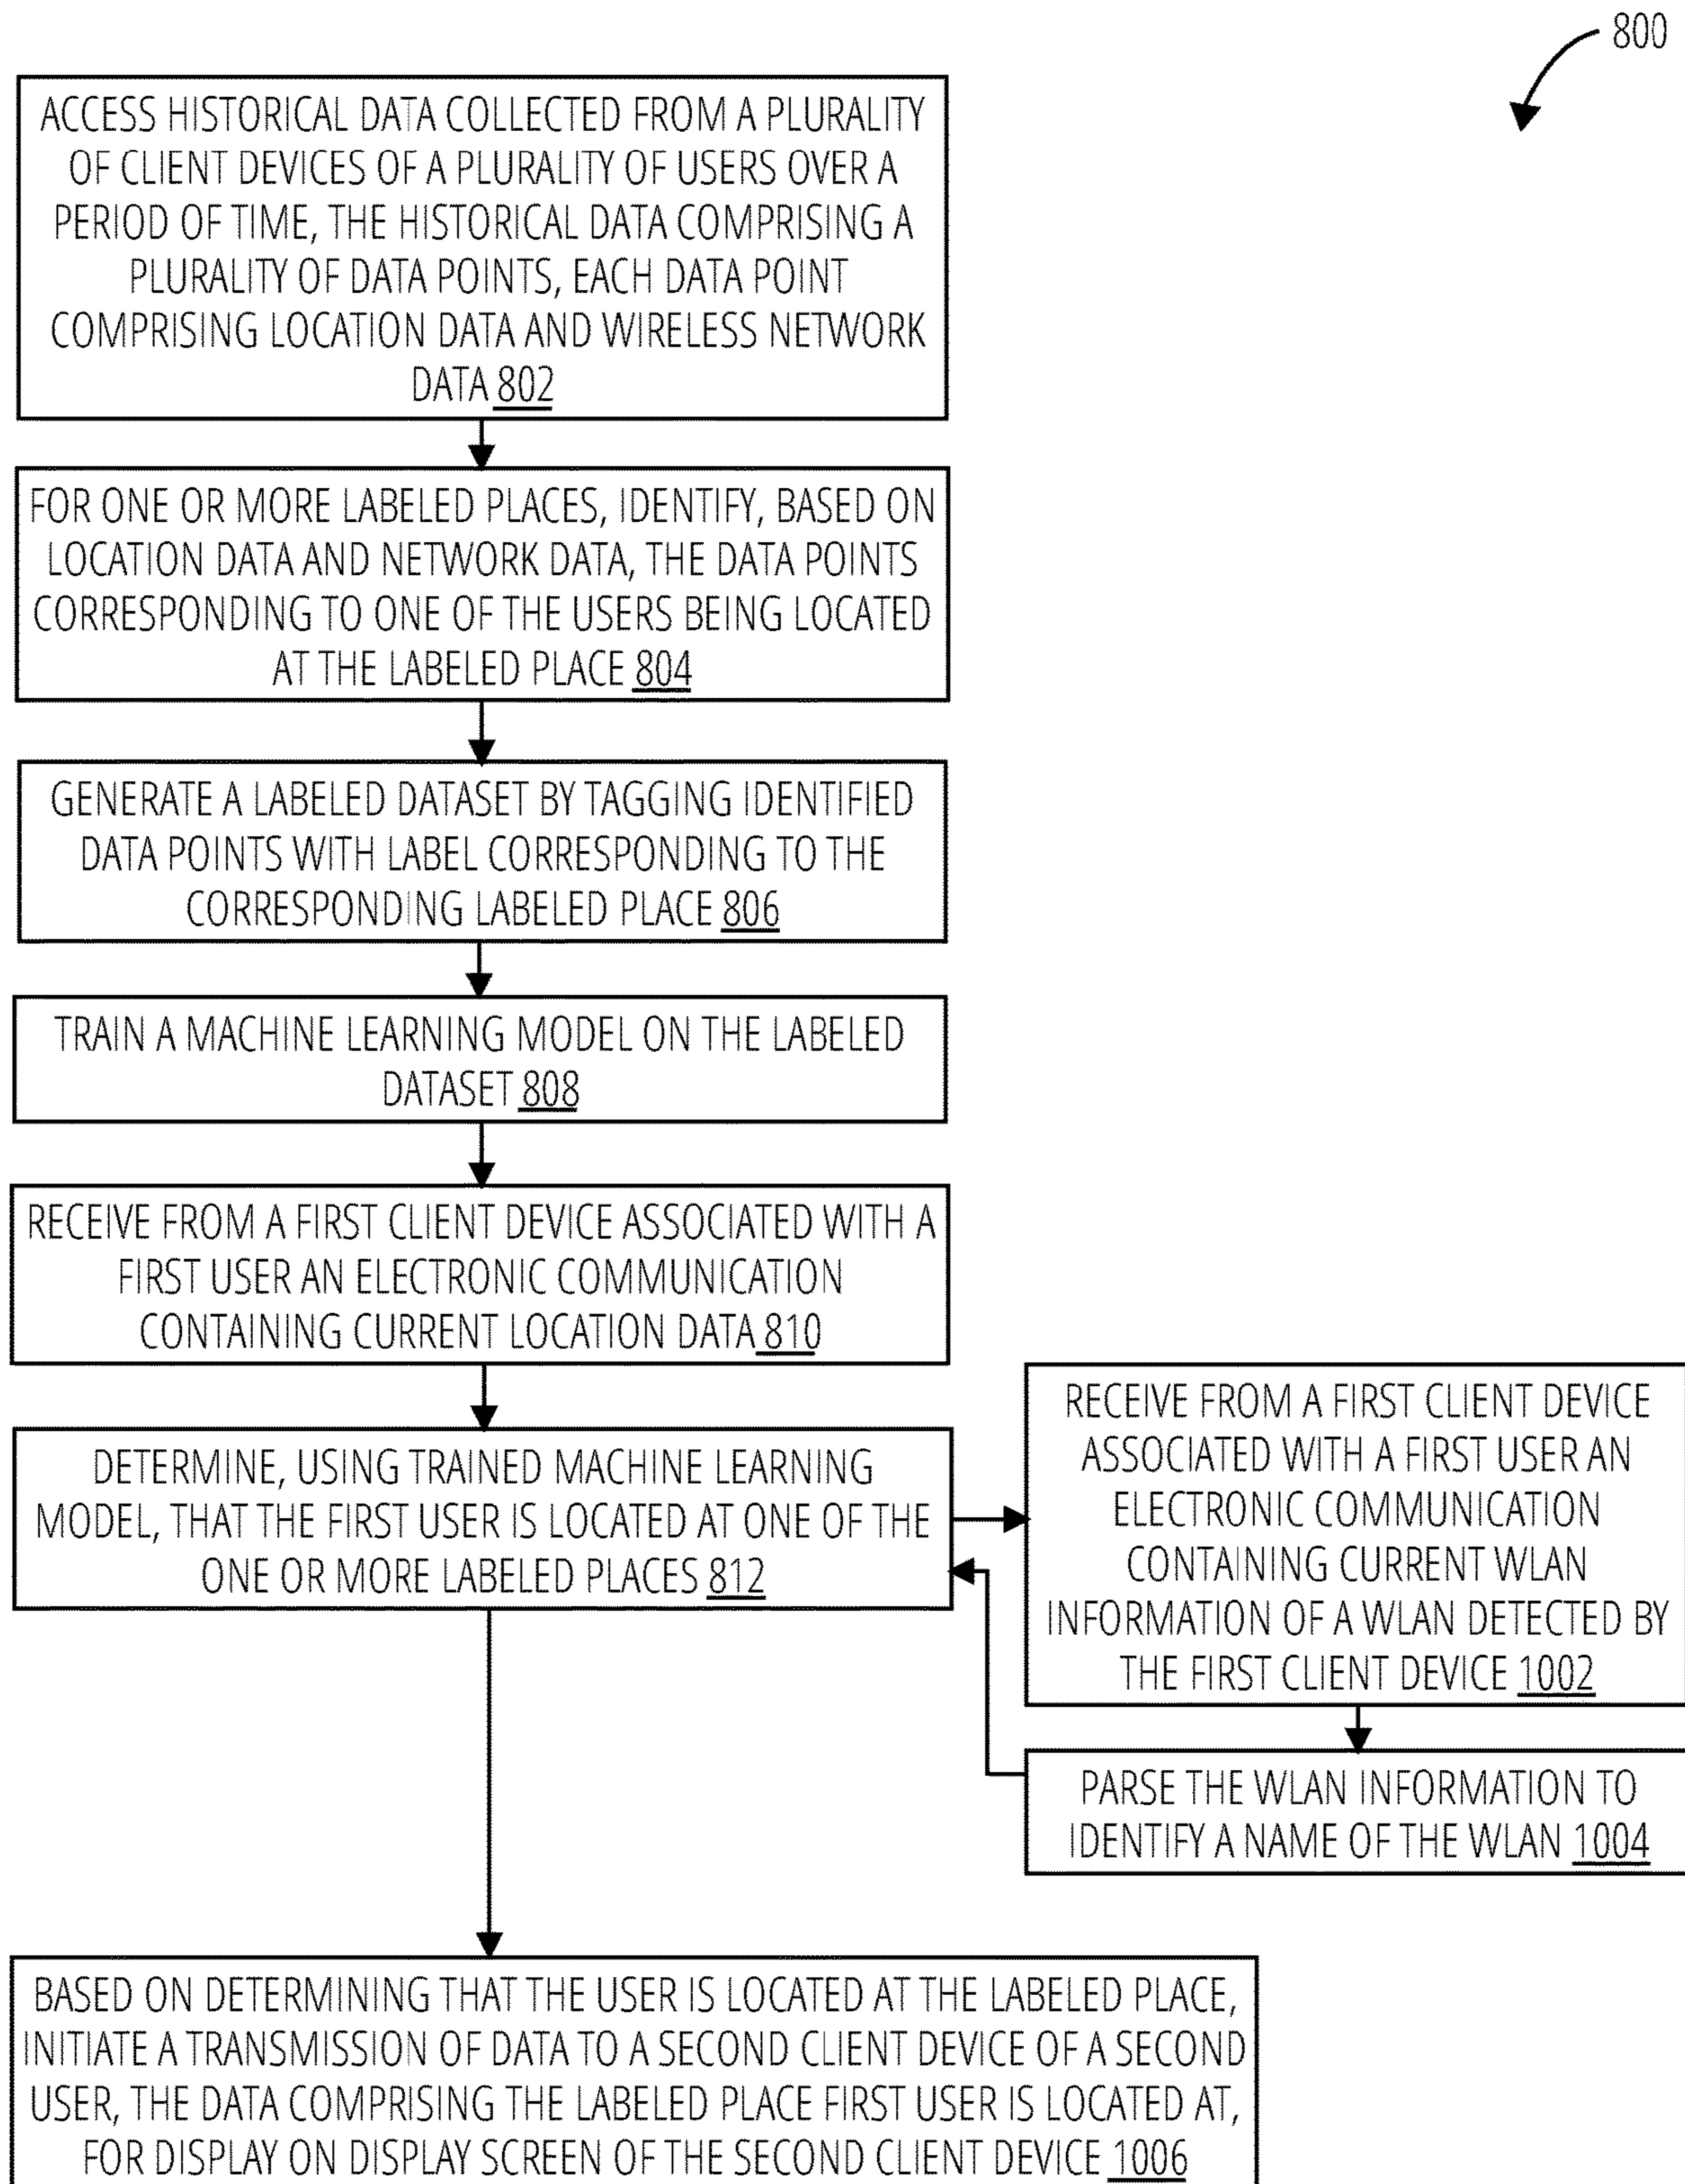 800
ACCESS HISTORICAL DATA COLLECTED FROM A PLURALITY
OF CLIENT DEVICES OF A PLURALITY OF USERS OVER A
PERIOD OF TIME, THE HISTORICAL DATA COMPRISING A
PLURALITY OF DATA POINTS, EACH DATA POINT
COMPRISING LOCATION DATA AND WIRELESS NETWORK
DATA 802
FOR ONE OR MORE LABELED PLACES, IDENTIFY, BASED ON
LOCATION DATA AND NETWORK DATA, THE DATA POINTS
CORRESPONDING TO ONE OF THE USERS BEING LOCATED
AT THE LABELED PLACE 804
GENERATE A LABELED DATASET BY TAGGING IDENTIFIED
DATA POINTS WITH LABEL CORRESPONDING TO THE
CORRESPONDING LABELED PLACE 806
TRAIN A MACHINE LEARNING MODEL ON THE LABELED
DATASET 808
RECEIVE FROM A FIRST CLIENT DEVICE ASSOCIATED WITH A
FIRST USER AN ELECTRONIC COMMUNICATION
CONTAINING CURRENT LOCATION DATA 810
DETERMINE, USING TRAINED MACHINE LEARNING
MODEL, THAT THE FIRST USER IS LOCATED AT ONE OF THE
ONE OR MORE LABELED PLACES 812
RECEIVE FROM A FIRST CLIENT DEVICE
ASSOCIATED WITH A FIRST USER AN
ELECTRONIC COMMUNICATION
CONTAINING CURRENT WLAN
INFORMATION OF A WLAN DETECTED BY
THE FIRST CLIENT DEVICE 1002
PARSE THE WLAN INFORMATION TO
IDENTIFY A NAME OF THE WLAN 1004
BASED ON DETERMINING THAT THE USER IS LOCATED AT THE LABELED PLACE,
INITIATE A TRANSMISSION OF DATA TO A SECOND CLIENT DEVICE OF A SECOND
USER, THE DATA COMPRISING THE LABELED PLACE FIRST USER IS LOCATED AT,
FOR DISPLAY ON DISPLAY SCREEN OF THE SECOND CLIENT DEVICE 1006